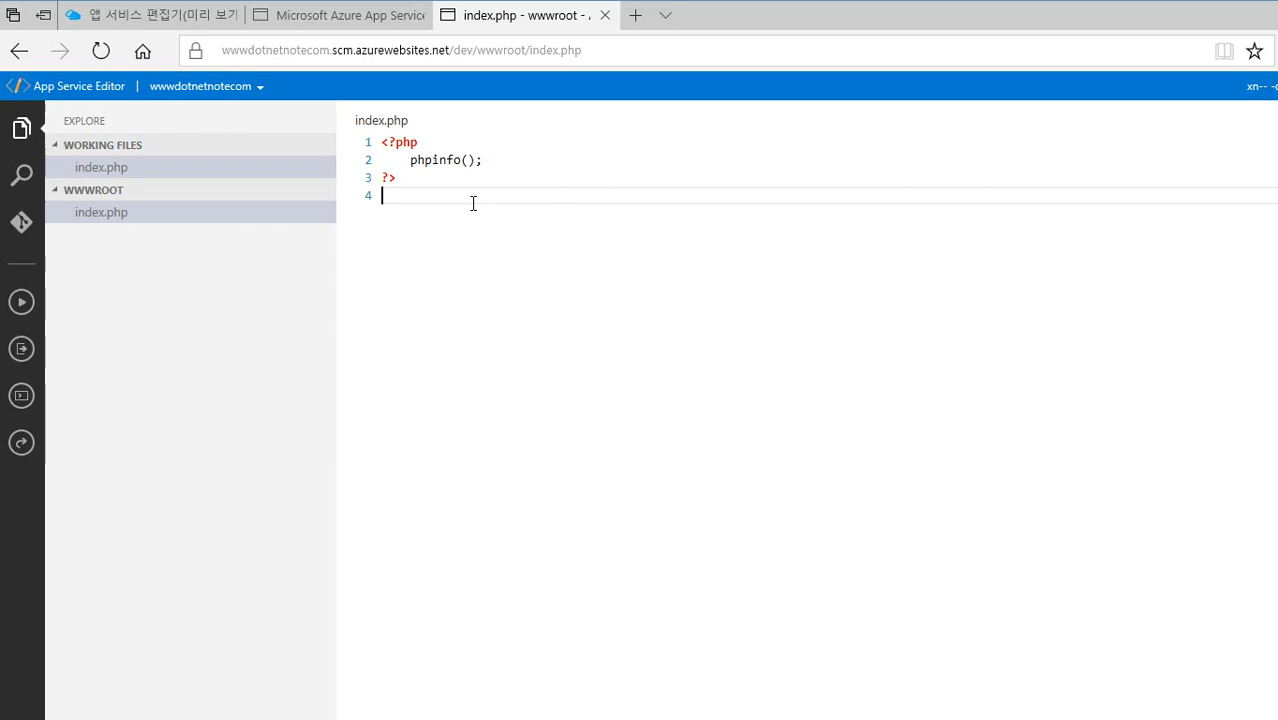 앱 서비스 편집기(미리 보기
Microsoft Azure App Service
index.php - wwwroot -
wwwdotnetnotecom.scm.azurewebsites.net/dev/wwwroot/index.php
App Service Editor | wwwdotnetnotecom
xn--
EXPLORE
WORKING FILES
index.php
WWWROOT
index.php
index.php
1 <?php
2 phpinfo();
3 ?>
4